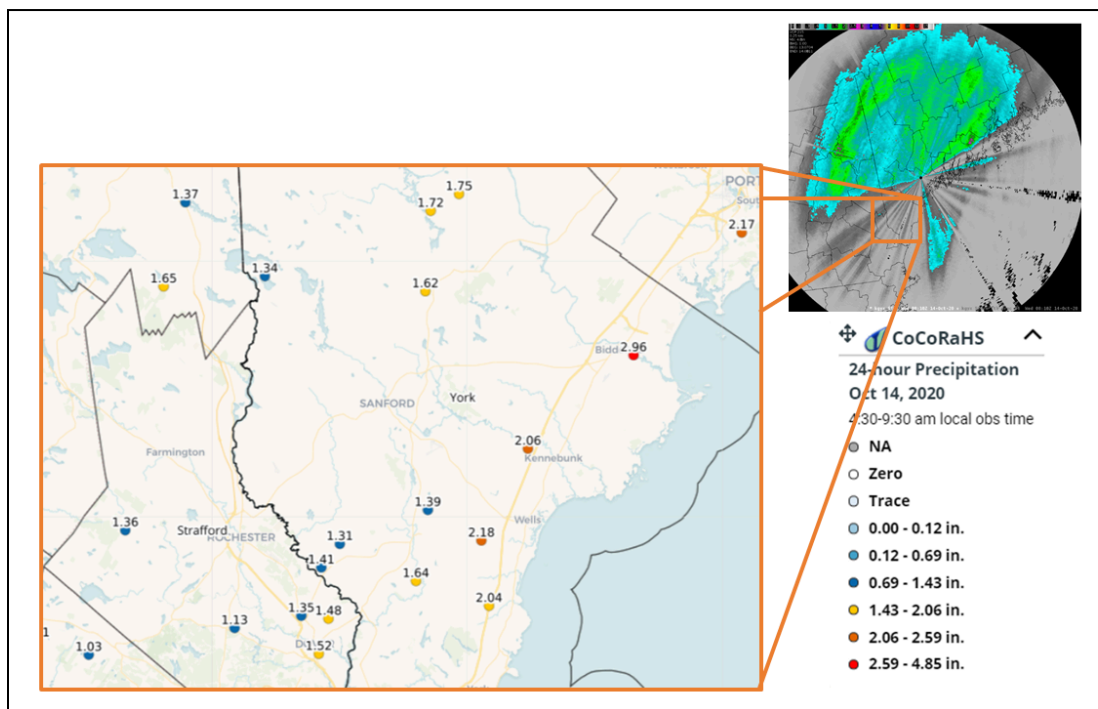 1.37
1.75
1.72
PORT
South
2.17
1.65
1.34
1.62
Bidd
2.96
SANFORD
York
Farmington
2.06
Kennebunk
1.39
Wells
1.36
Strafford
ROCHESTER
1.31
2.18
1.41
1.64
2.04
1.35
1.48
1.13
1.52
1
1.03
CoCoRaHS
24-hour Precipitation
Oct 14, 2020
4:30-9:30 am local obs time
NA
Zero
Trace
0.00 - 0.12 in.
0.12 - 0.69 in.
0.69 - 1.43 in.
1.43 - 2.06 in.
2.06 - 2.59 in.
2.59 - 4.85 in.